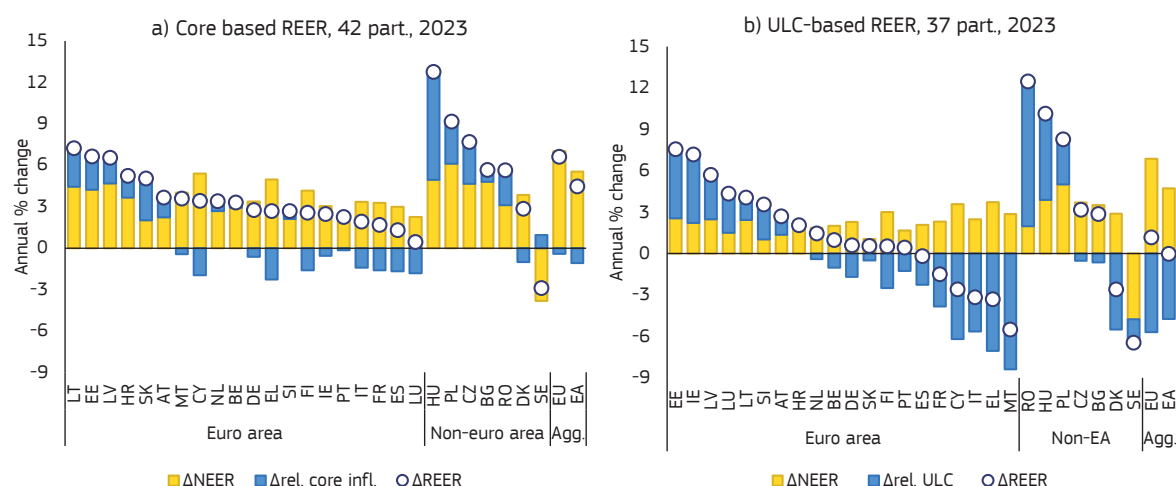 a) Core based REER, 42 part., 2023
Annual % change
15
12
9
6
3
0
-3
-6
-9
LT EE LV HR SK AT MT CY NL BE DE EL SI FI IE PT IT FR ES LU HU PL CZ BG RO DK SE EU EA
Euro area Non-euro area Agg.
ΔNEER Δrel. core infl. ΔREER
b) ULC-based REER, 37 part., 2023
Annual % change
15
12
9
6
3
0
-3
-6
-9
EE IE LV LU LT SI AT HR NL BE DE SK FI PT ES FR CY IT EL MT RO HU PL CZ BG DK SE EU EA
Euro area Non-EA Agg.
ΔNEER Δrel. ULC ΔREER